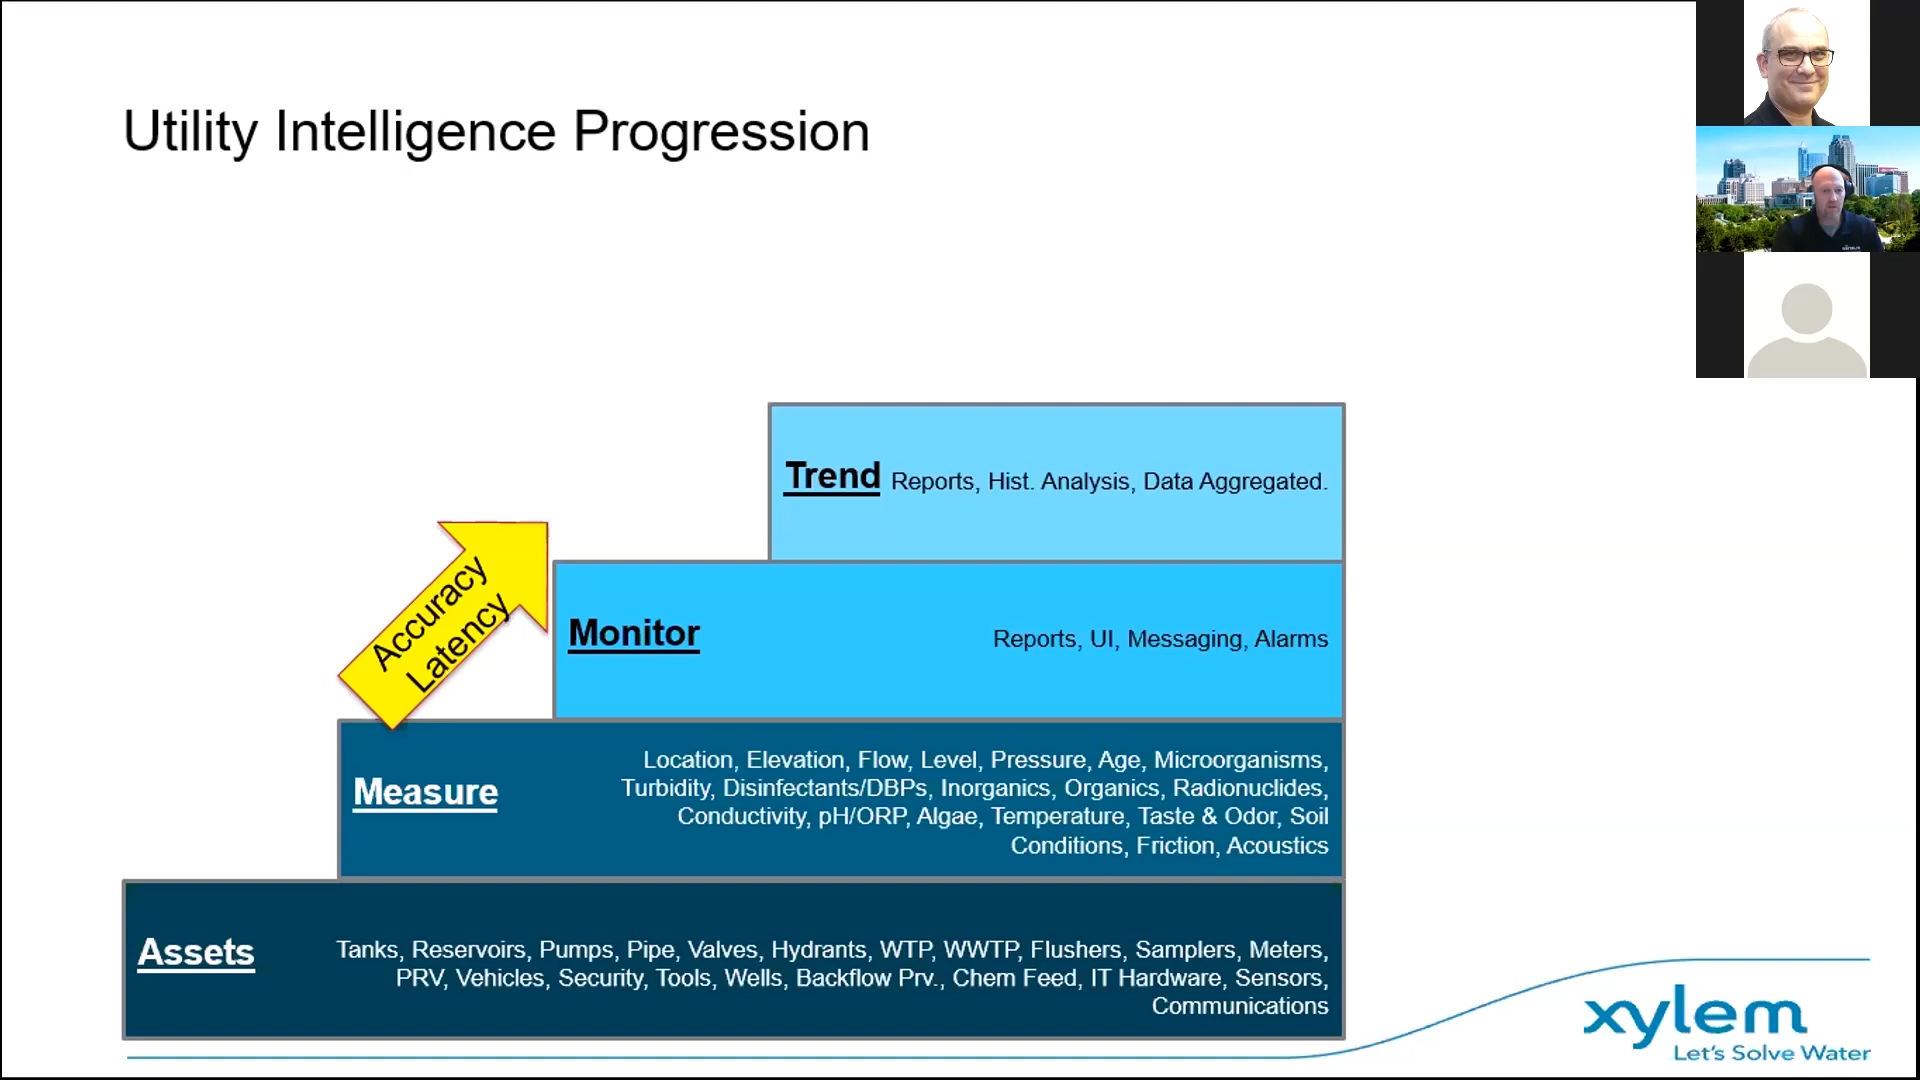 Utility Intelligence Progression
Trend Reports, Hist. Analysis, Data Aggregated.
Accuracy
Latency
Monitor Reports, UI, Messaging, Alarms
Measure
Location, Elevation, Flow, Level, Pressure, Age, Microorganisms,
Turbidity, Disinfectants/DBPs, Inorganics, Organics, Radionuclides,
Conductivity, pH/ORP, Algae, Temperature, Taste & Odor, Soil
Conditions, Friction, Acoustics
Assets
Tanks, Reservoirs, Pumps, Pipe, Valves, Hydrants, WTP, WWTP, Flushers, Samplers, Meters,
PRV, Vehicles, Security, Tools, Wells, Backflow Prv., Chem Feed, IT Hardware, Sensors,
Communications
xylem
Let's Solve Water